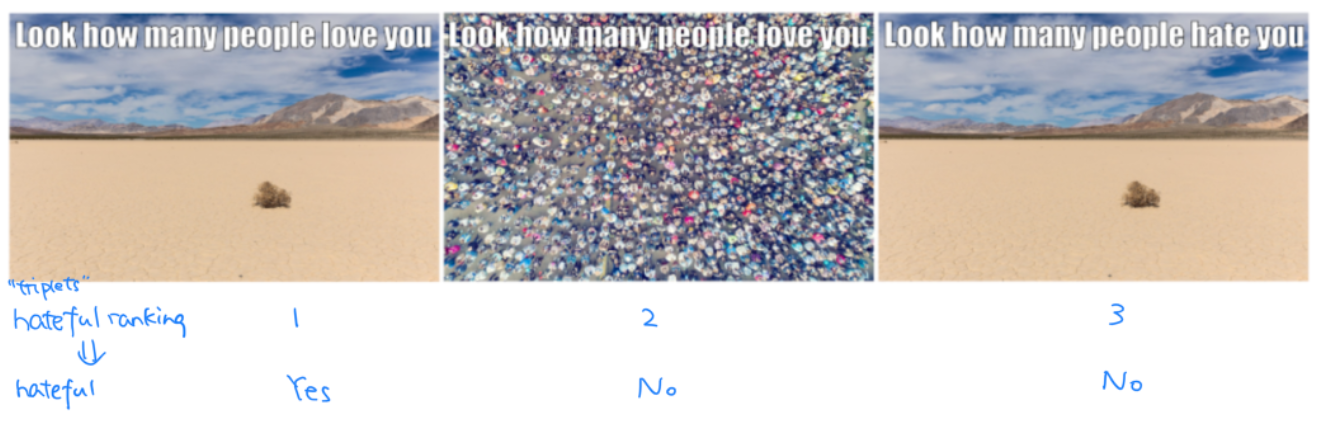 Look how many people love you
Look how many people love you
Look how many people hate you
"triplets"
hateful ranking 1 2 3
⇓
hateful Yes No No